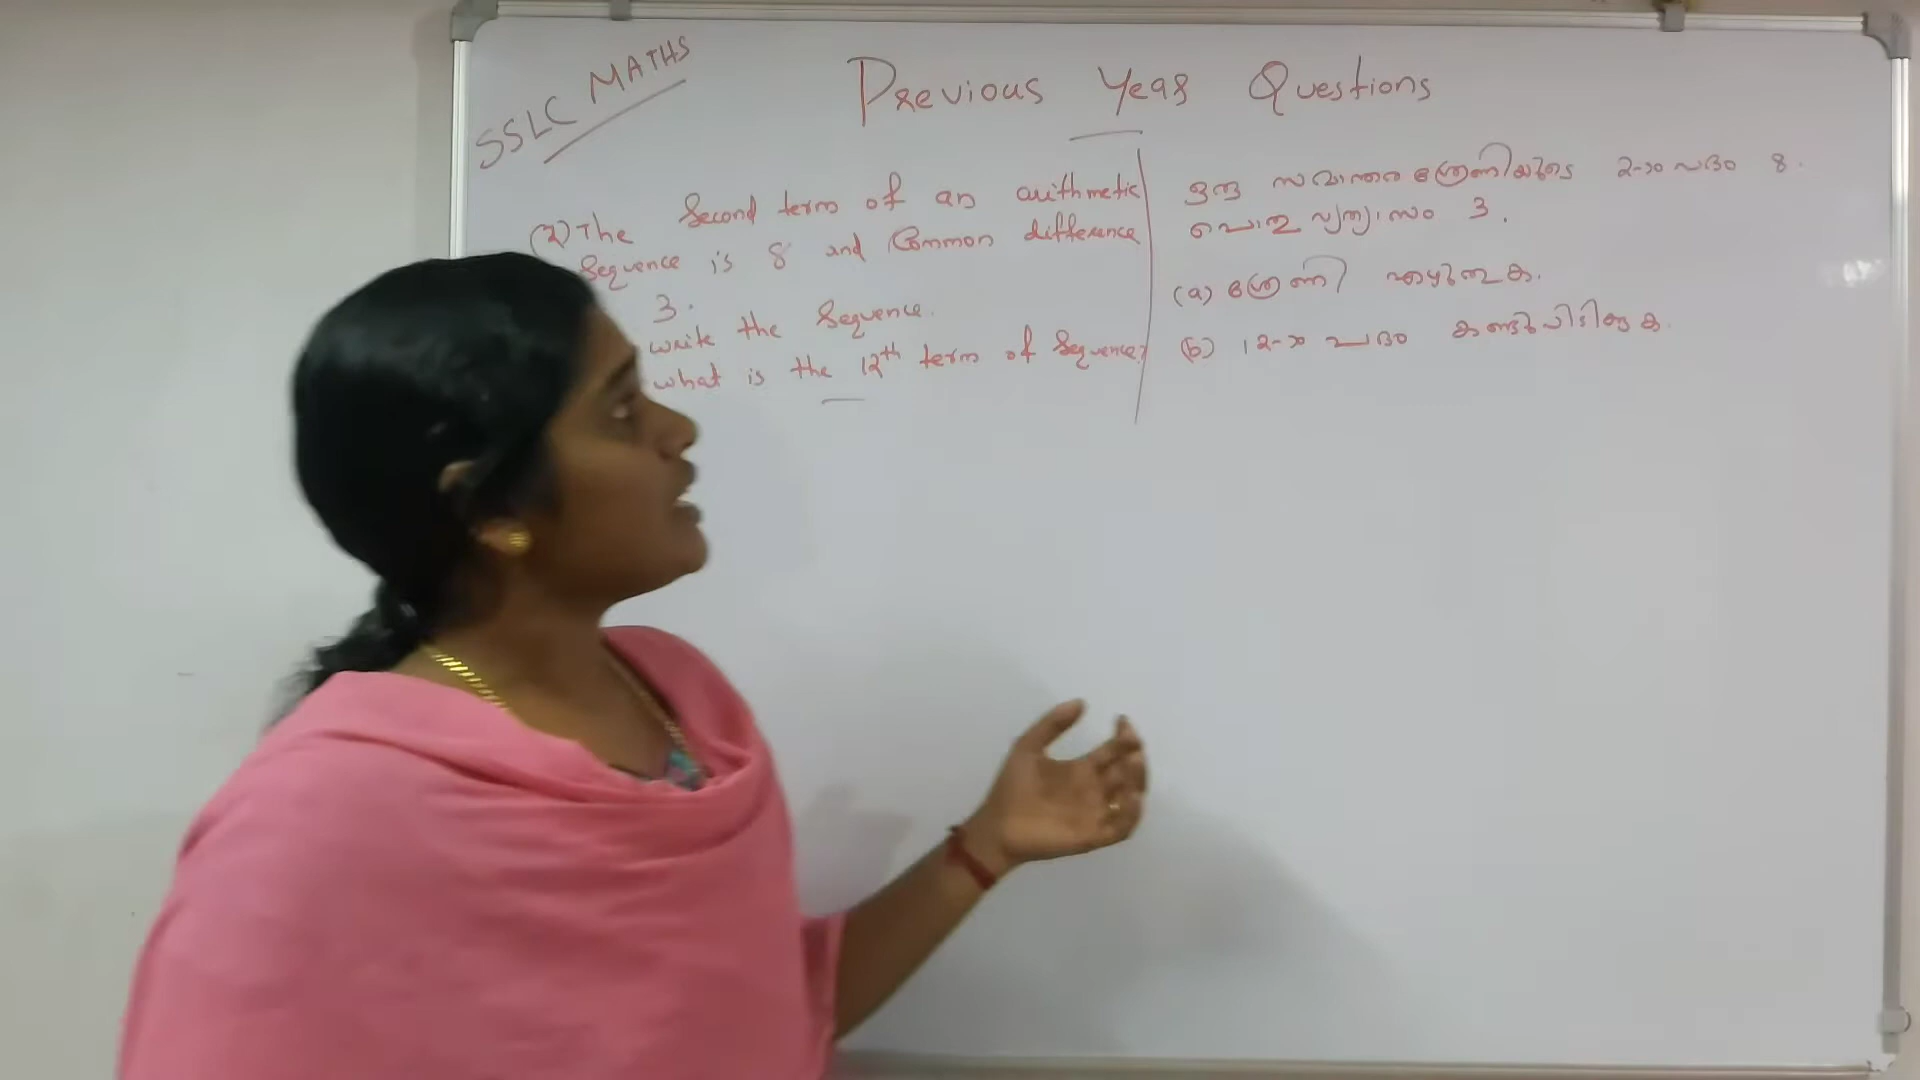 SSLC MATHS
Previous Year Questions
(2) The Second term of an arithmetic
Sequence is 8 and Common difference
3.
write the Sequence.
what is the 12th term of Sequence?
ഒരു സമാന്തര ശ്രേണിയുടെ 2-ാം പദം 8.
പൊതു വ്യത്യാസം 3.
(a) ശ്രേണി എഴുതുക.
(b) 12-ാം പദം കണ്ടുപിടിക്കുക.